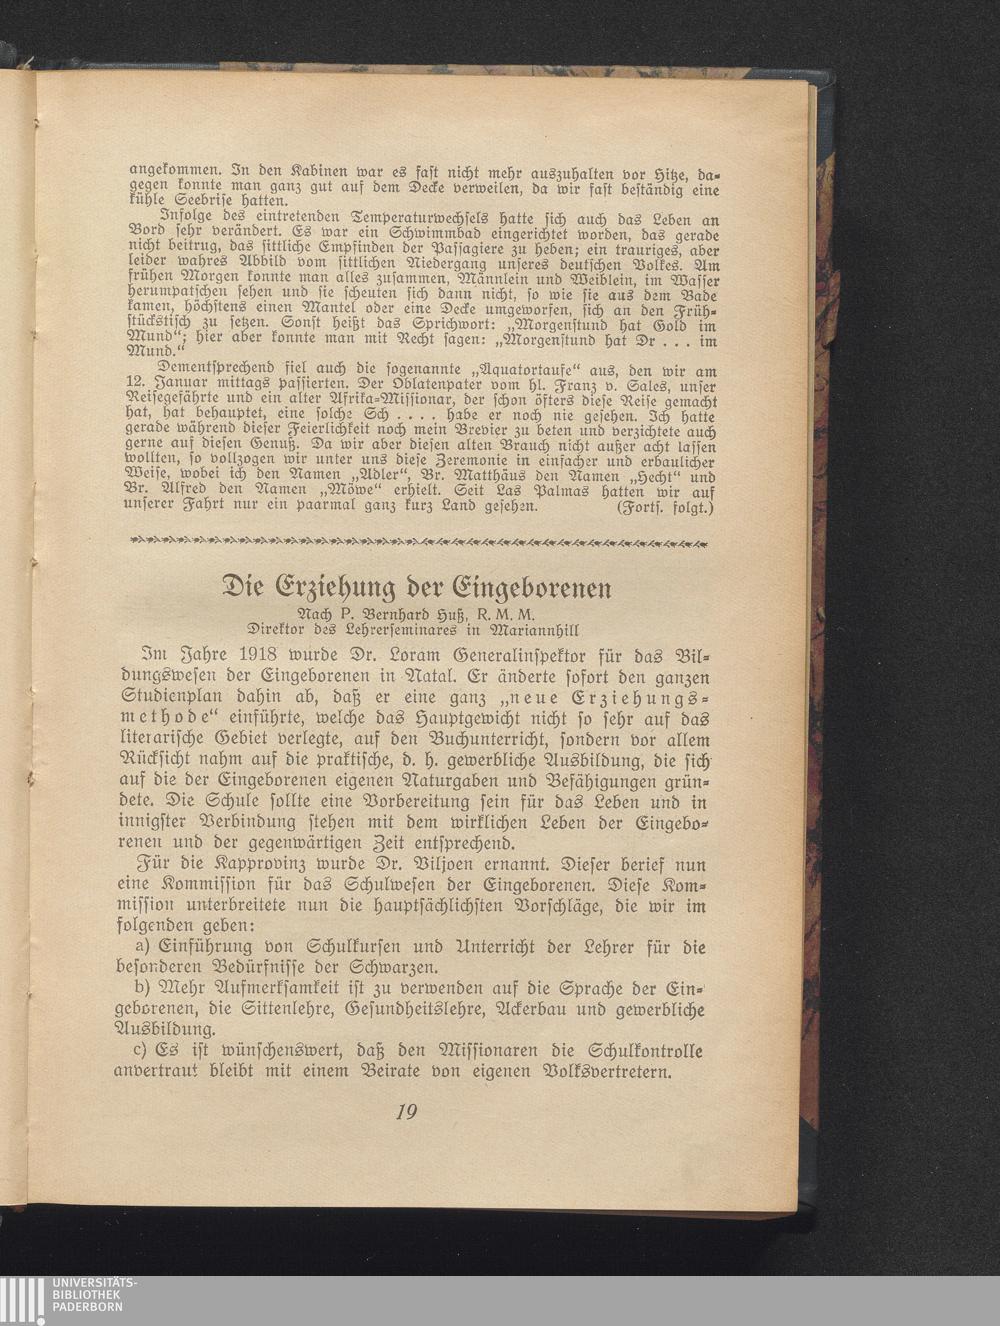 angekommen. In den Kabinen war es fast nicht mehr auszuhalten vor Hitze, da-
gegen konnte man ganz gut auf dem Decke verweilen, da wir fast beständig eine
kühle Seebrise hatten.
Infolge des eintretenden Temperaturwechsels hatte sich auch das Leben an
Bord sehr verändert. Es war ein Schwimmbad eingerichtet worden, das gerade
nicht beitrug, das sittliche Empfinden der Passagiere zu heben; ein trauriges, aber
leider wahres Abbild vom sittlichen Niedergang unseres deutschen Volkes. Am
frühen Morgen konnte man alles zusammen, Männlein und Weiblein, im Wasser
herumpatschen sehen und sie scheuten sich dann nicht, so wie sie aus dem Bade
kamen, höchstens einen Mantel oder eine Decke umgeworfen, sich an den Früh-
stückstisch zu setzen. Sonst heißt das Sprichwort: „Morgenstund hat Gold im
Mund“; hier aber konnte man mit Recht sagen: „Morgenstund hat Dr . . . im
Mund.“
Dementsprechend fiel auch die sogenannte „Äquatortaufe“ aus, den wir am
12. Januar mittags passierten. Der Oblatenpater vom hl. Franz v. Sales, unser
Reisegefährte und ein alter Afrika-Missionar, der schon öfters diese Reise gemacht
hat, hat behauptet, eine solche Sch . . . . habe er noch nie gesehen. Ich hatte
gerade während dieser Feierlichkeit noch mein Brevier zu beten und verzichtete auch
gerne auf diesen Genuß. Da wir aber diesen alten Brauch nicht außer acht lassen
wollten, so vollzogen wir unter uns diese Zeremonie in einfacher und erbaulicher
Weise, wobei ich den Namen „Adler“, Br. Matthäus den Namen „Hecht“ und
Br. Alfred den Namen „Möwe“ erhielt. Seit Las Palmas hatten wir auf
unserer Fahrt nur ein paarmal ganz kurz Land gesehen. (Forts. folgt.)
Die Erziehung der Eingeborenen
Nach P. Bernhard Huß, R. M. M.
Direktor des Lehrerseminares in Mariannhill
Im Jahre 1918 wurde Dr. Loram Generalinspektor für das Bil-
dungswesen der Eingeborenen in Natal. Er änderte sofort den ganzen
Studienplan dahin ab, daß er eine ganz „neue Erziehungs-
methode“ einführte, welche das Hauptgewicht nicht so sehr auf das
literarische Gebiet verlegte, auf den Buchunterricht, sondern vor allem
Rücksicht nahm auf die praktische, d. h. gewerbliche Ausbildung, die sich
auf die der Eingeborenen eigenen Naturgaben und Befähigungen grün-
dete. Die Schule sollte eine Vorbereitung sein für das Leben und in
innigster Verbindung stehen mit dem wirklichen Leben der Eingebo-
renen und der gegenwärtigen Zeit entsprechend.
Für die Kapprovinz wurde Dr. Viljoen ernannt. Dieser berief nun
eine Kommission für das Schulwesen der Eingeborenen. Diese Kom-
mission unterbreitete nun die hauptsächlichsten Vorschläge, die wir im
folgenden geben:
a) Einführung von Schulkursen und Unterricht der Lehrer für die
besonderen Bedürfnisse der Schwarzen.
b) Mehr Aufmerksamkeit ist zu verwenden auf die Sprache der Ein-
geborenen, die Sittenlehre, Gesundheitslehre, Ackerbau und gewerbliche
Ausbildung.
c) Es ist wünschenswert, daß den Missionaren die Schulkontrolle
anvertraut bleibt mit einem Beirate von eigenen Volksvertretern.
19
UNIVERSITÄTS-
BIBLIOTHEK
PADERBORN